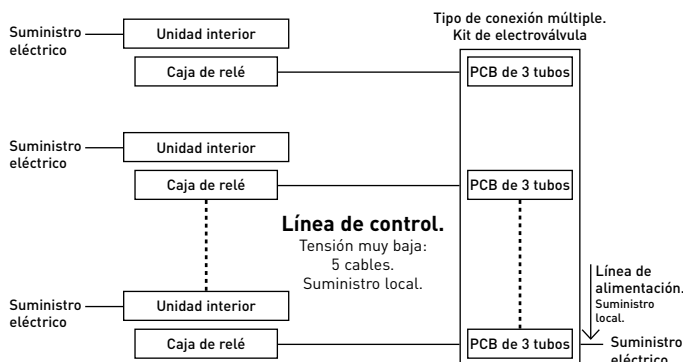 Tipo de conexión múltiple.
Kit de electroválvula
Suministro
eléctrico
Unidad interior
Caja de relé
PCB de 3 tubos
Suministro
eléctrico
Unidad interior
Caja de relé
PCB de 3 tubos
Línea de control.
Tensión muy baja:
5 cables.
Suministro local.
Línea de
alimentación.
Suministro
local.
Suministro
eléctrico
Unidad interior
Caja de relé
PCB de 3 tubos
Suministro
eléctrico